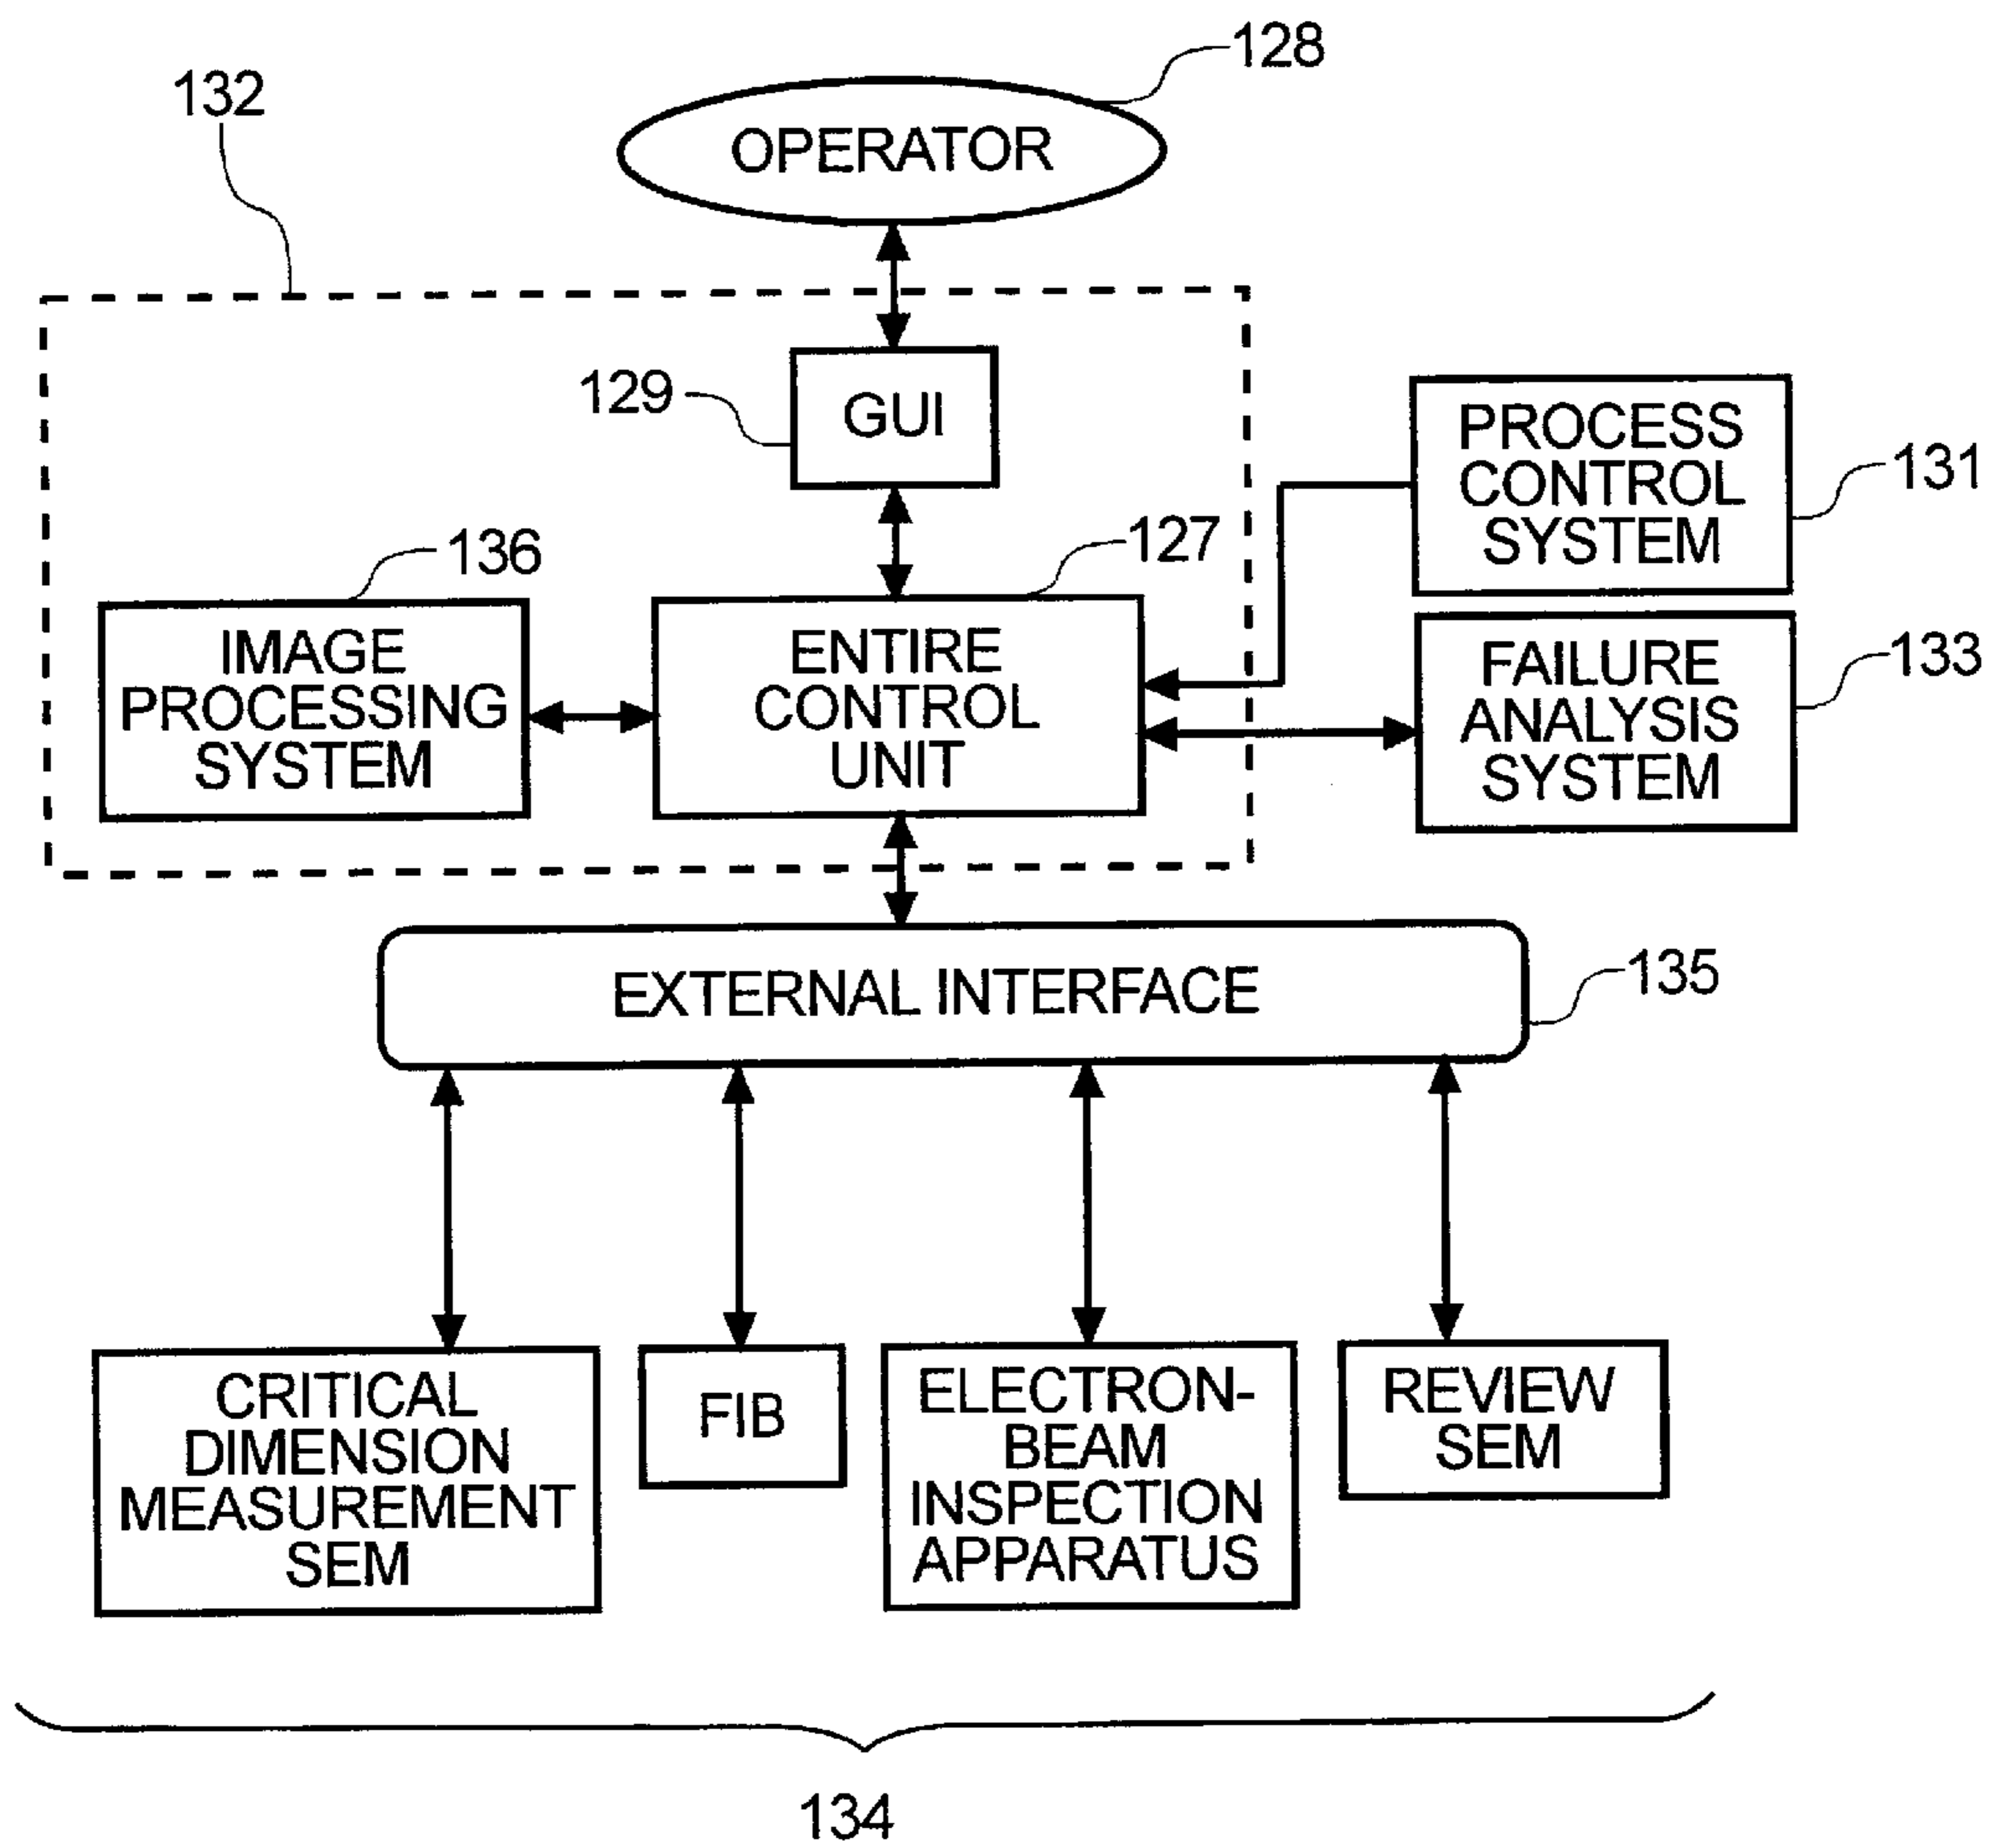 128
132
OPERATOR
129
GUI
PROCESS
CONTROL
SYSTEM
131
136
127
IMAGE
PROCESSING
SYSTEM
ENTIRE
CONTROL
UNIT
FAILURE
ANALYSIS
SYSTEM
133
EXTERNAL INTERFACE
135
CRITICAL
DIMENSION
MEASUREMENT
SEM
FIB
ELECTRON-
BEAM
INSPECTION
APPARATUS
REVIEW
SEM
134